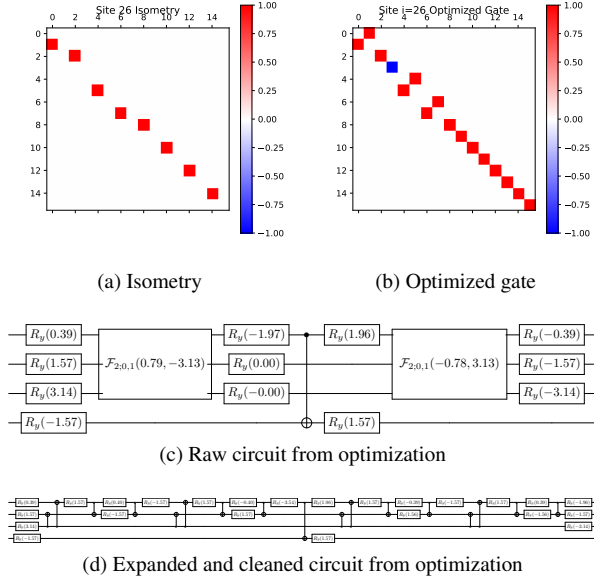 Site 26 Isometry
0 2 4 6 8 10 12 14
0
2
4
6
8
10
12
14
1.00
0.75
0.50
0.25
0.00
−0.25
−0.50
−0.75
−1.00
Site i=26 Optimized Gate
0 2 4 6 8 10 12 14
0
2
4
6
8
10
12
14
1.00
0.75
0.50
0.25
0.00
−0.25
−0.50
−0.75
−1.00
(a) Isometry
(b) Optimized gate
R_y(0.39) R_y(−1.97) R_y(1.96) R_y(−0.39)
R_y(1.57) F_{2;0,1}(0.79, −3.13) R_y(0.00) F_{2;0,1}(−0.78, 3.13) R_y(−1.57)
R_y(3.14) R_y(−0.00) R_y(−3.14)
R_y(−1.57) R_y(1.57)
(c) Raw circuit from optimization
(d) Expanded and cleaned circuit from optimization